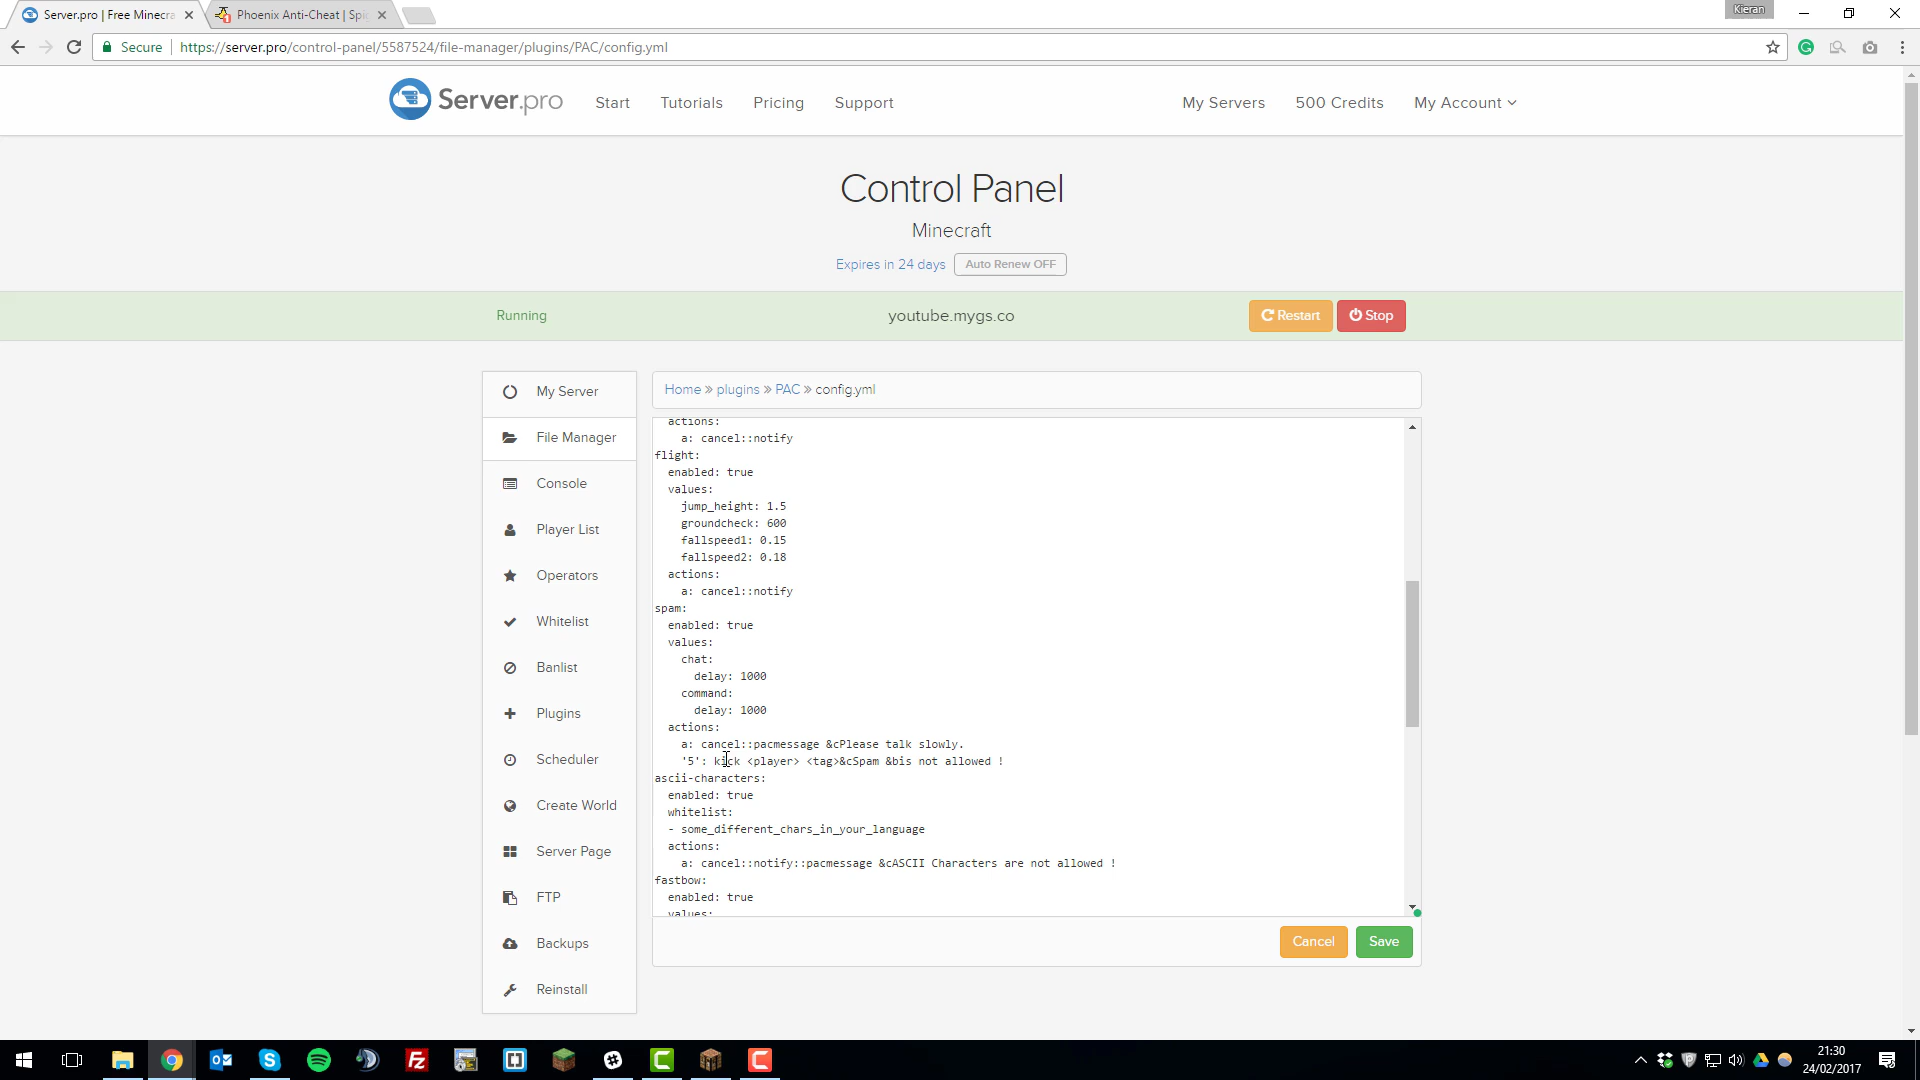 Server.pro | Free Minecra
Phoenix Anti-Cheat | Spi
Kieran
Secure
https://server.pro/control-panel/5587524/file-manager/plugins/PAC/config.yml
Server.pro
Start
Tutorials
Pricing
Support
My Servers
500 Credits
My Account
Control Panel
Minecraft
Expires in 24 days
Auto Renew OFF
Running
youtube.mygs.co
Restart
Stop
My Server
File Manager
Console
Player List
Operators
Whitelist
Banlist
Plugins
Scheduler
Create World
Server Page
FTP
Backups
Reinstall
Home » plugins » PAC » config.yml
actions:
a: cancel::notify
flight:
enabled: true
values:
jump_height: 1.5
groundcheck: 600
fallspeed1: 0.15
fallspeed2: 0.18
actions:
a: cancel::notify
spam:
enabled: true
values:
chat:
delay: 1000
command:
delay: 1000
actions:
a: cancel::pacmessage &cPlease talk slowly.
'5': kick <player> <tag>&cSpam &bis not allowed !
ascii-characters:
enabled: true
whitelist:
- some_different_chars_in_your_language
actions:
a: cancel::notify::pacmessage &cASCII Characters are not allowed !
fastbow:
enabled: true
values:
Cancel
Save
21:30
24/02/2017